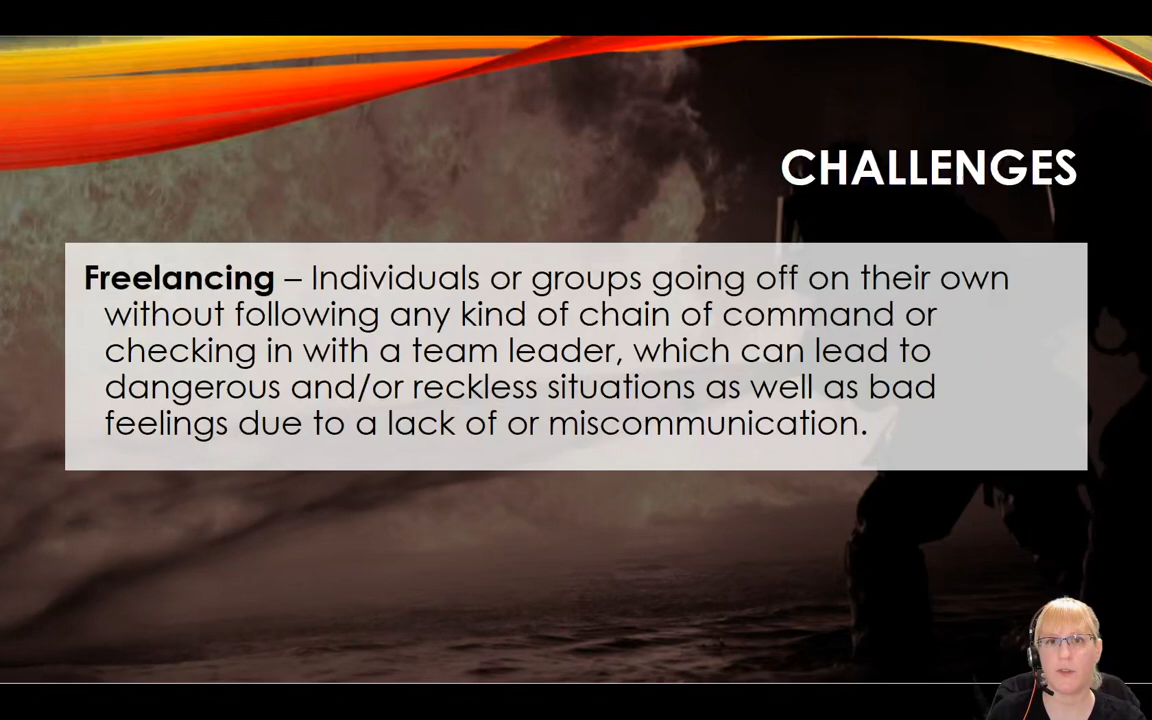 CHALLENGES
Freelancing – Individuals or groups going off on their own
without following any kind of chain of command or
checking in with a team leader, which can lead to
dangerous and/or reckless situations as well as bad
feelings due to a lack of or miscommunication.